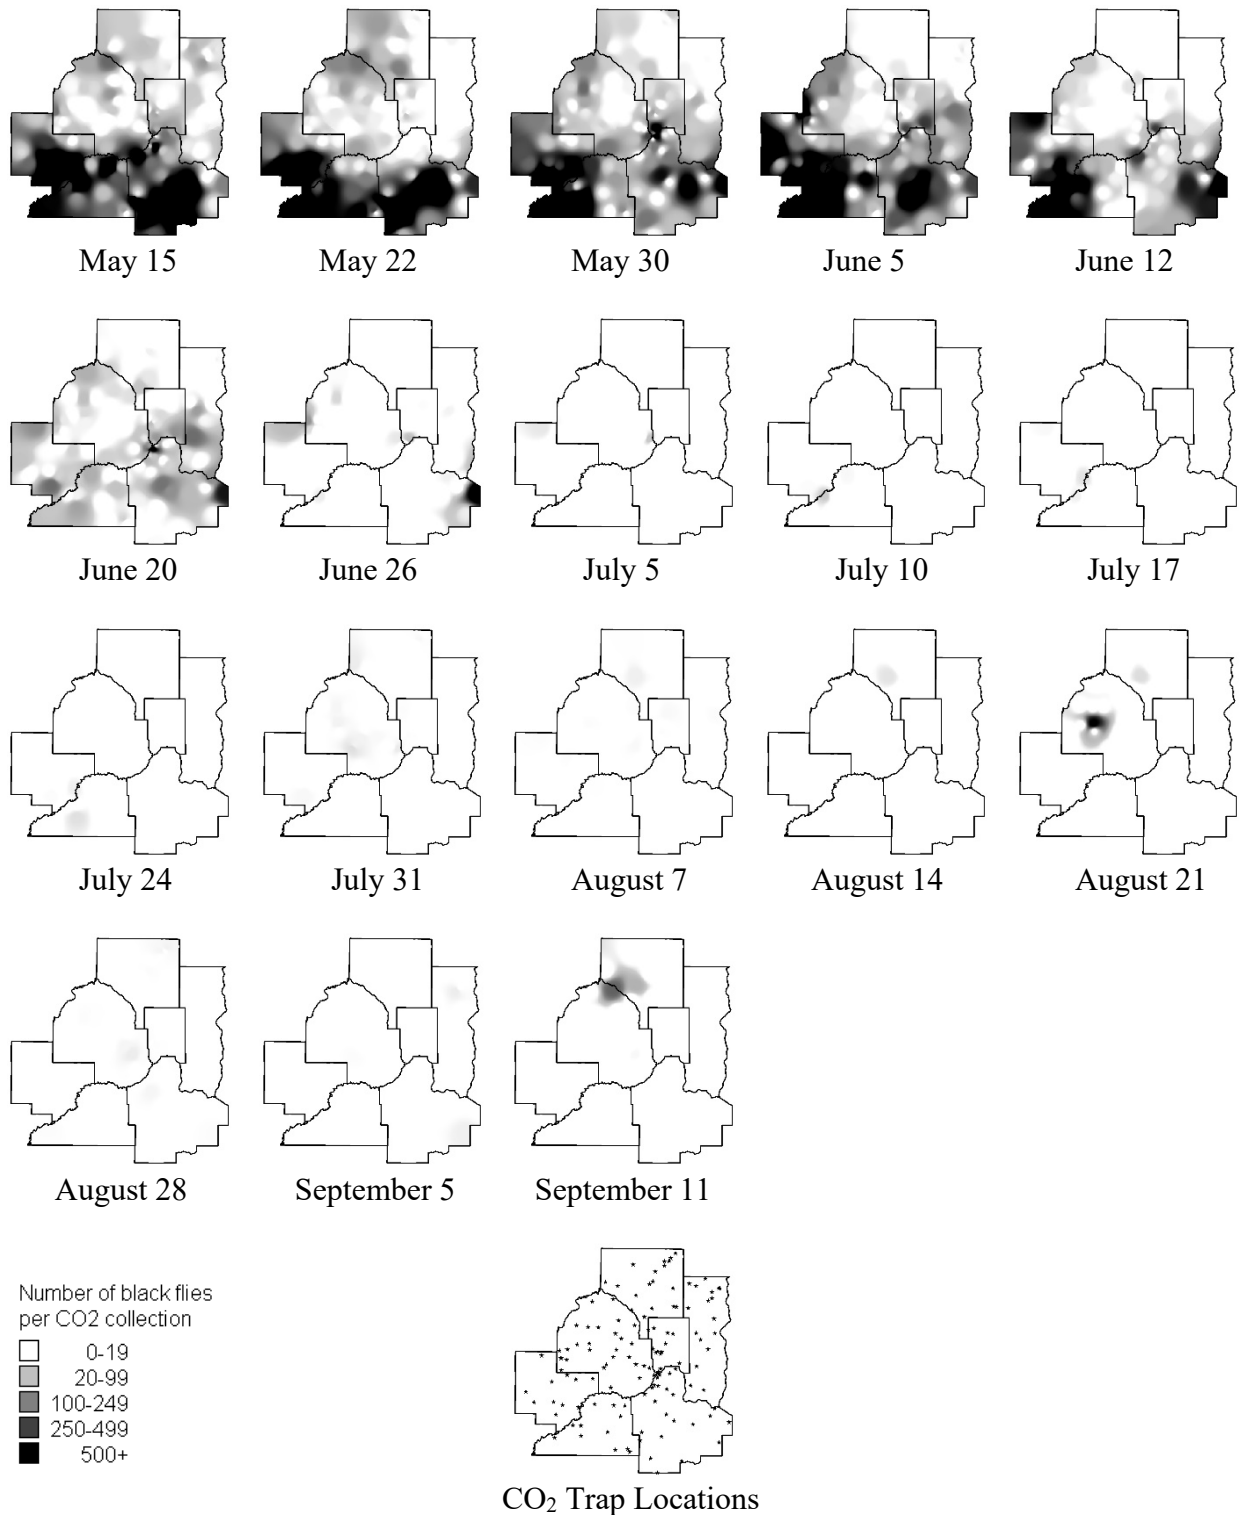 May 15
May 22
May 30
June 5
June 12
June 20
June 26
July 5
July 10
July 17
July 24
July 31
August 7
August 14
August 21
August 28
September 5
September 11
Number of black flies
per CO2 collection
0-19
20-99
100-249
250-499
500+
CO₂ Trap Locations